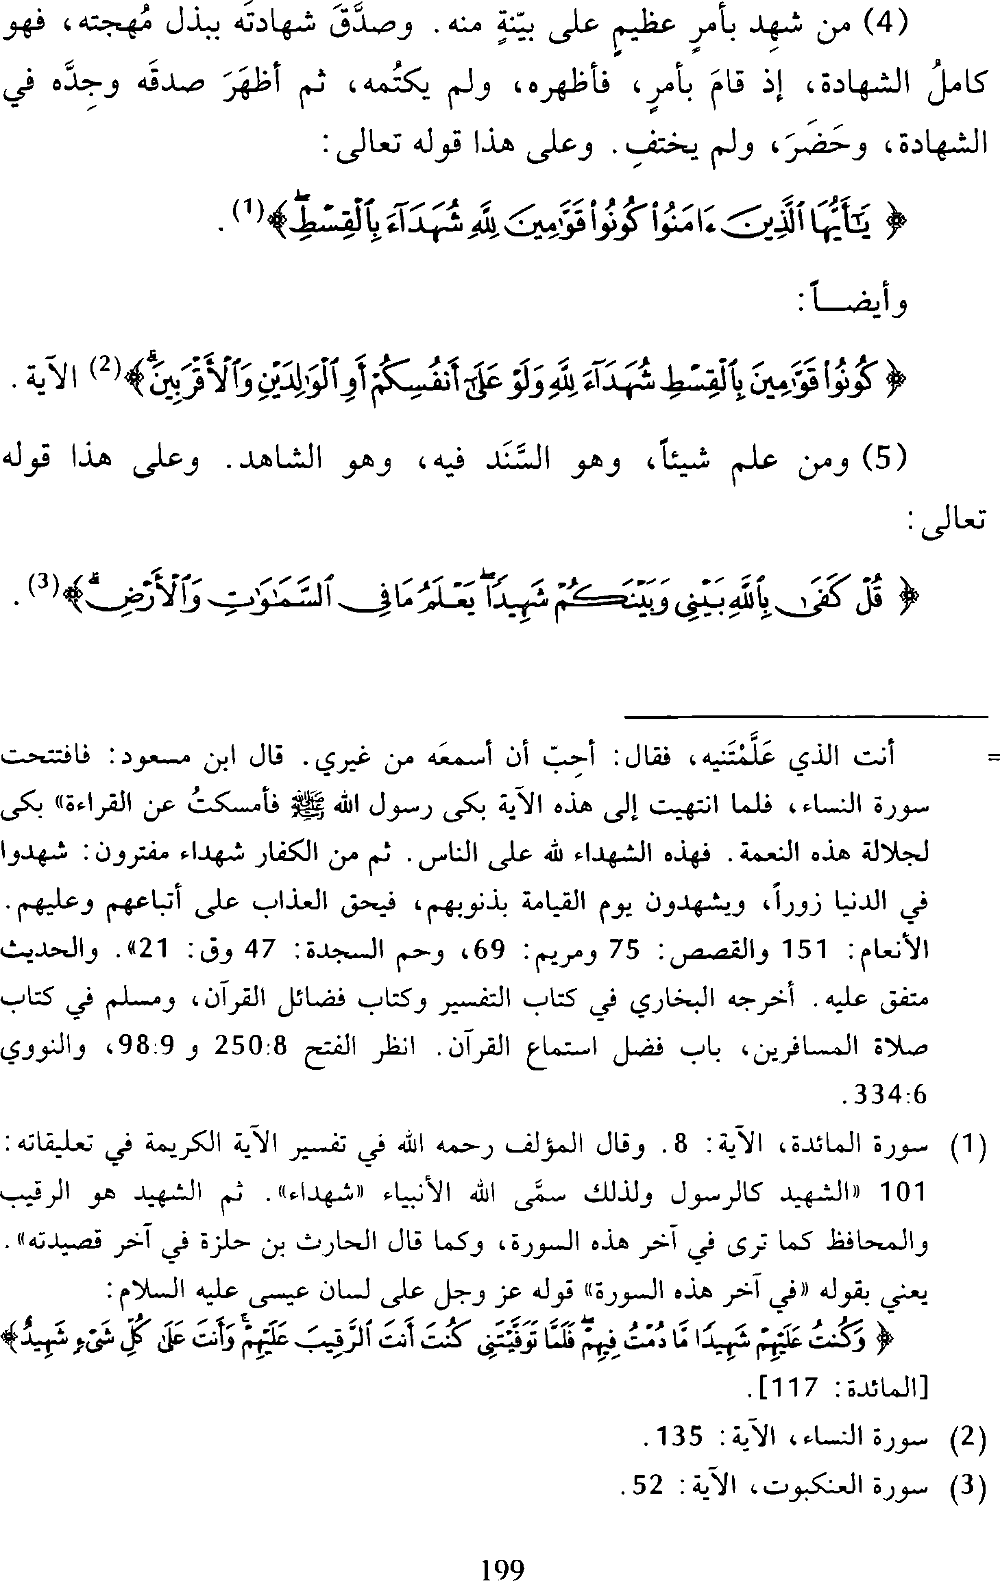 (4) من شهِد بأمرٍ عظيمٍ على بيّنةٍ منه. وصدَّقَ شهادتَه ببذل مُهجته، فهو
كاملُ الشهادة، إذ قامَ بأمرٍ، فأظهره، ولم يكتُمه، ثم أظهَرَ صدقَه وجِدَّه في
الشهادة، وحَضَرَ، ولم يختفِ. وعلى هذا قوله تعالى:
﴿يَٰٓأَيُّهَا ٱلَّذِينَ ءَامَنُوا۟ كُونُوا۟ قَوَّٰمِينَ لِلَّهِ شُهَدَآءَ بِٱلْقِسْطِ ۖ﴾(1).
وأيضــاً:
﴿كُونُوا۟ قَوَّٰمِينَ بِٱلْقِسْطِ شُهَدَآءَ لِلَّهِ وَلَوْ عَلَىٰٓ أَنفُسِكُمْ أَوِ ٱلْوَٰلِدَيْنِ وَٱلْأَقْرَبِينَ ۚ﴾(2) الآية.
(5) ومن علم شيئاً، وهو السَّنَد فيه، وهو الشاهد. وعلى هذا قوله
تعالى:
﴿قُلْ كَفَىٰ بِٱللَّهِ بَيْنِى وَبَيْنَكُمْ شَهِيدًا ۖ يَعْلَمُ مَا فِى ٱلسَّمَٰوَٰتِ وَٱلْأَرْضِ ۗ﴾(3).
= أنت الذي عَلَّمْتَنيه، فقال: أحِبّ أن أسمعَه من غيري. قال ابن مسعود: فافتتحت
سورة النساء، فلما انتهيت إلى هذه الآية بكى رسول الله ﷺ فأمسكتُ عن القراءة» بكى
لجلالة هذه النعمة. فهذه الشهداء لله على الناس. ثم من الكفار شهداء مفترون: شهدوا
في الدنيا زوراً، ويشهدون يوم القيامة بذنوبهم، فيحق العذاب على أتباعهم وعليهم.
الأنعام: 151 والقصص: 75 ومريم: 69، وحم السجدة: 47 وق: 21». والحديث
متفق عليه. أخرجه البخاري في كتاب التفسير وكتاب فضائل القرآن، ومسلم في كتاب
صلاة المسافرين، باب فضل استماع القرآن. انظر الفتح 250:8 و 98:9، والنووي
334:6.
(1) سورة المائدة، الآية: 8. وقال المؤلف رحمه الله في تفسير الآية الكريمة في تعليقاته:
101 «الشهيد كالرسول ولذلك سمَّى الله الأنبياء «شهداء». ثم الشهيد هو الرقيب
والمحافظ كما ترى في آخر هذه السورة، وكما قال الحارث بن حلزة في آخر قصيدته».
يعني بقوله «في آخر هذه السورة» قوله عز وجل على لسان عيسى عليه السلام:
﴿وَكُنتُ عَلَيْهِمْ شَهِيدًا مَّا دُمْتُ فِيهِمْ ۖ فَلَمَّا تَوَفَّيْتَنِى كُنتَ أَنتَ ٱلرَّقِيبَ عَلَيْهِمْ ۚ وَأَنتَ عَلَىٰ كُلِّ شَىْءٍ شَهِيدٌ﴾
[المائدة: 117].
(2) سورة النساء، الآية: 135.
(3) سورة العنكبوت، الآية: 52.
199